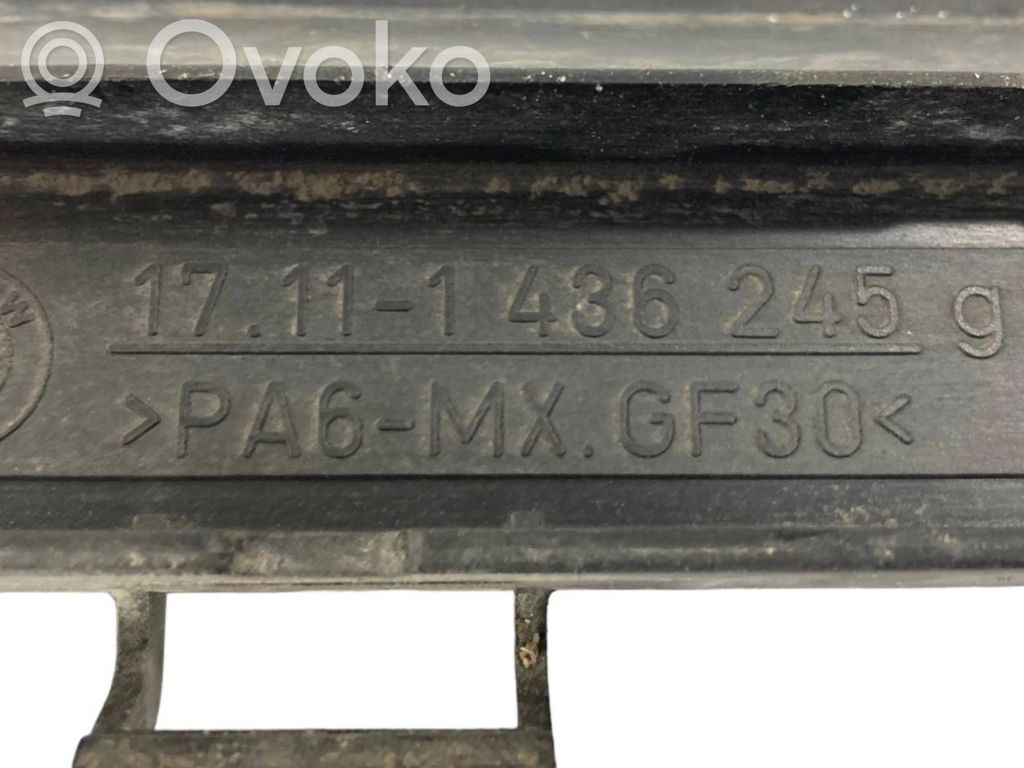 Ovoko
17.11-1 436 245 g
>PA6-MX.GF30<